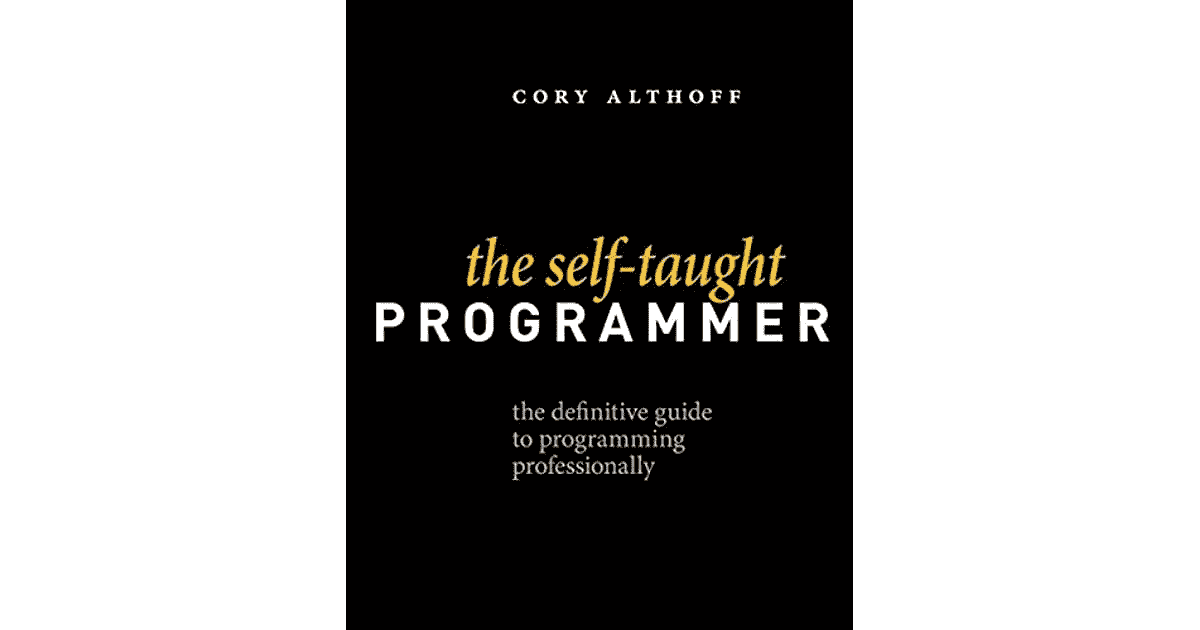 CORY ALTHOFF
the self-taught
PROGRAMMER
the definitive guide
to programming
professionally